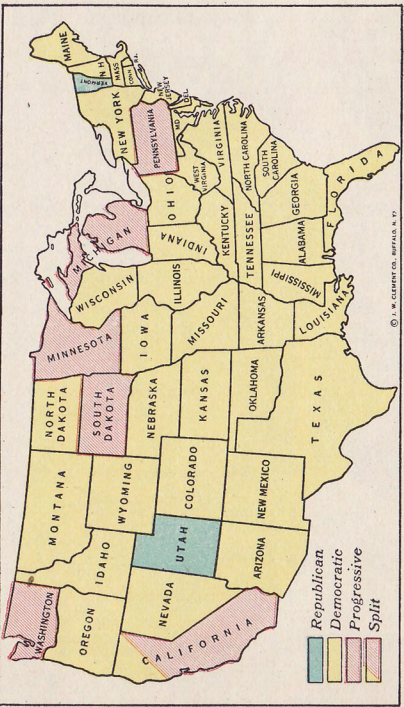 WASHINGTON
OREGON
CALIFORNIA
NEVADA
IDAHO
MONTANA
WYOMING
UTAH
ARIZONA
COLORADO
NEW MEXICO
NORTH
DAKOTA
SOUTH
DAKOTA
NEBRASKA
KANSAS
OKLAHOMA
TEXAS
MINNESOTA
IOWA
MISSOURI
ARKANSAS
LOUISIANA
WISCONSIN
ILLINOIS
MICHIGAN
INDIANA
OHIO
KENTUCKY
TENNESSEE
MISSISSIPPI
ALABAMA
GEORGIA
FLORIDA
SOUTH
CAROLINA
NORTH CAROLINA
VIRGINIA
WEST
VIRGINIA
MD.
DEL.
PENNSYLVANIA
NEW
JERSEY
NEW YORK
CONN.
R.I.
MASS
VERMONT
N H
MAINE
Republican
Democratic
Progressive
Split
© J. W. CLEMENT CO., BUFFALO, N. Y.